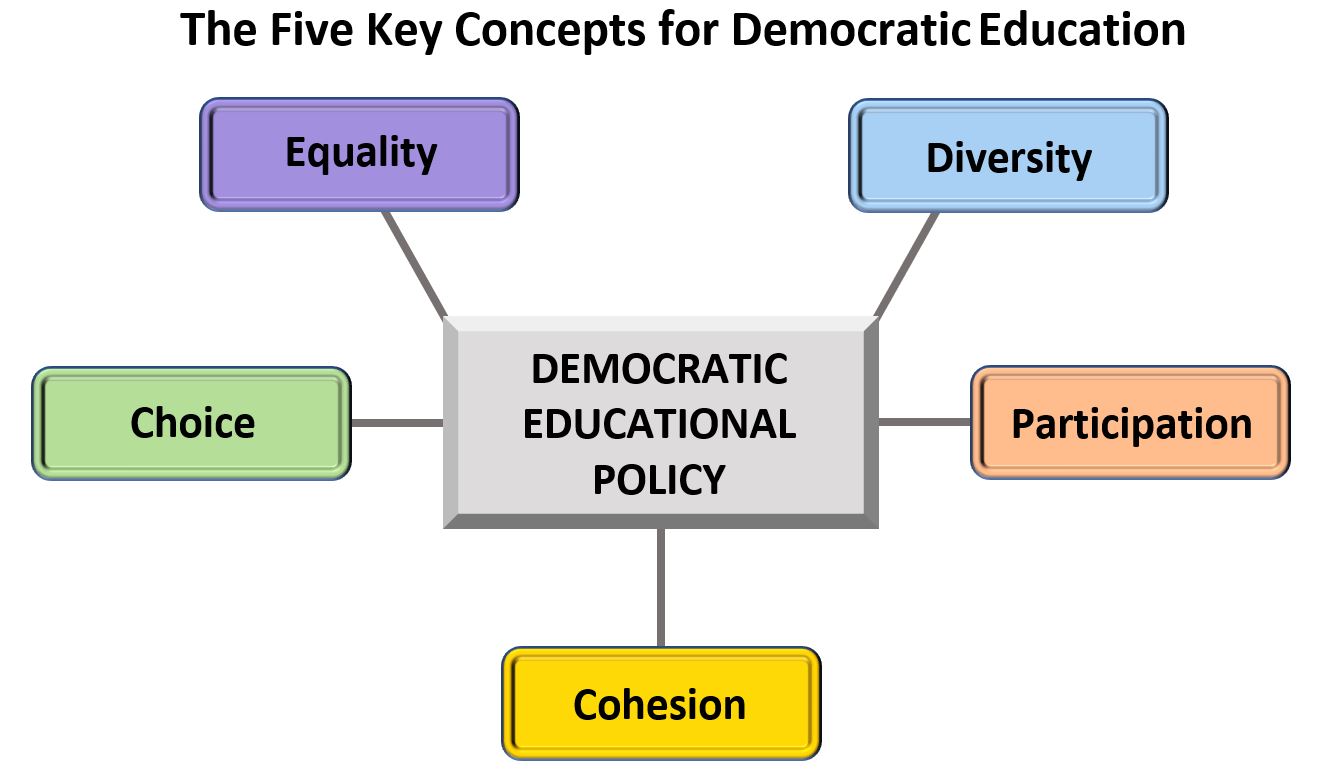 The Five Key Concepts for Democratic Education
Equality
Diversity
Choice
DEMOCRATIC
EDUCATIONAL
POLICY
Participation
Cohesion